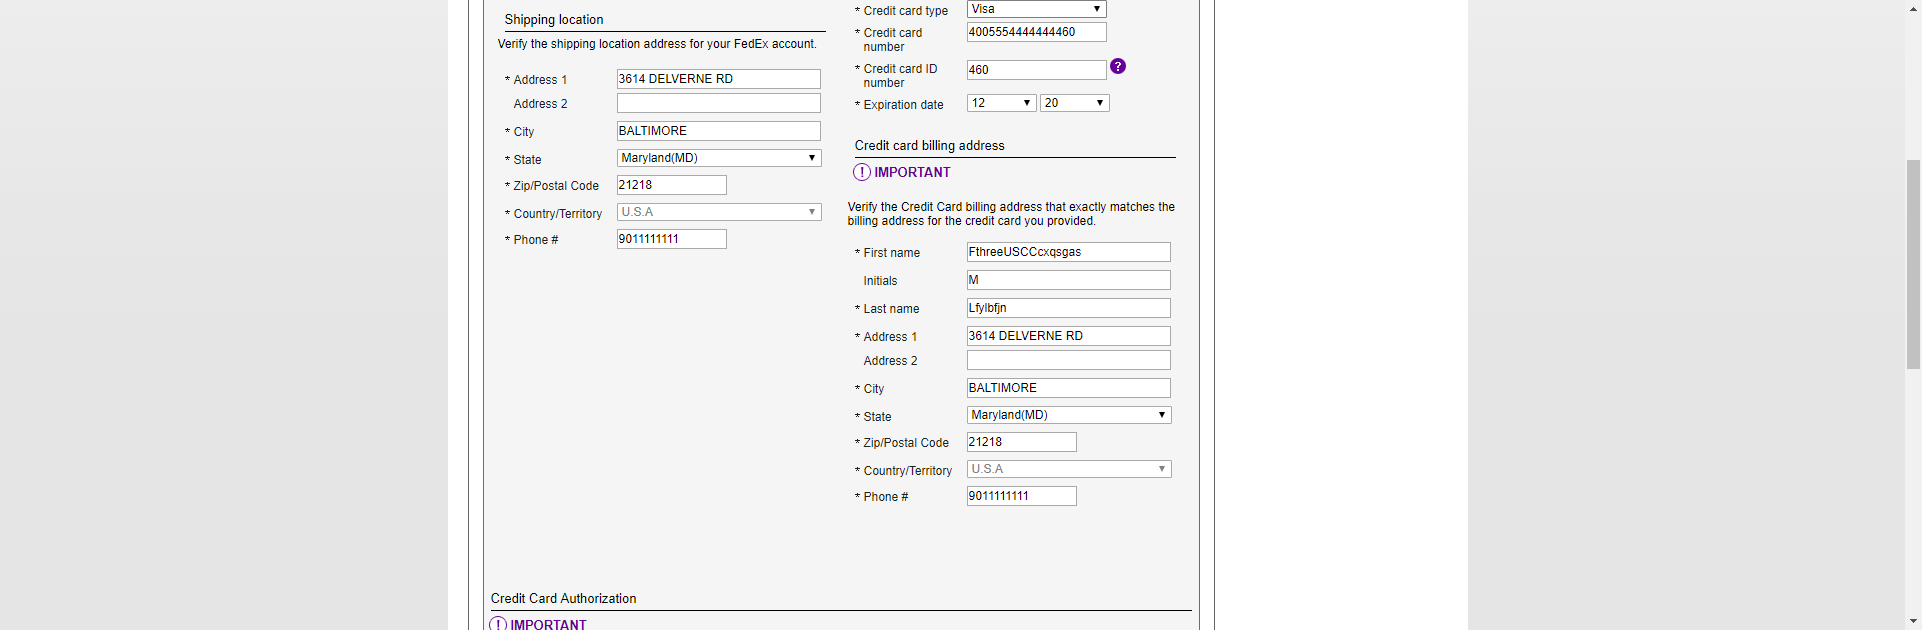 Shipping location
Verify the shipping location address for your FedEx account.
* Address 1 3614 DELVERNE RD
Address 2
* City BALTIMORE
* State Maryland(MD)
* Zip/Postal Code 21218
* Country/Territory U.S.A
* Phone # 9011111111
* Credit card type Visa
* Credit card
number 4005554444444460
* Credit card ID
number 460 ?
* Expiration date 12 20
Credit card billing address
! IMPORTANT
Verify the Credit Card billing address that exactly matches the
billing address for the credit card you provided.
* First name FthreeUSCCcxqsgas
Initials M
* Last name Lfylbfjn
* Address 1 3614 DELVERNE RD
Address 2
* City BALTIMORE
* State Maryland(MD)
* Zip/Postal Code 21218
* Country/Territory U.S.A
* Phone # 9011111111
Credit Card Authorization
! IMPORTANT